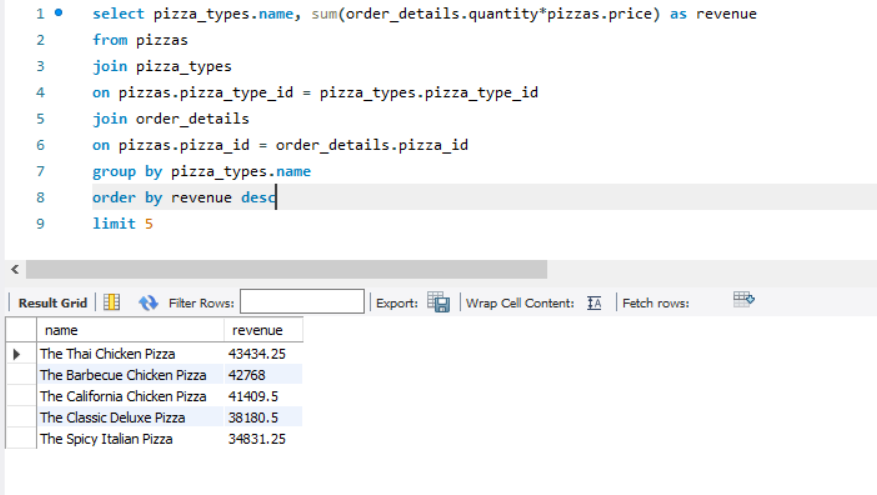 1 select pizza_types.name, sum(order_details.quantity*pizzas.price) as revenue
2 from pizzas
3 join pizza_types
4 on pizzas.pizza_type_id = pizza_types.pizza_type_id
5 join order_details
6 on pizzas.pizza_id = order_details.pizza_id
7 group by pizza_types.name
8 order by revenue desc
9 limit 5
Result Grid Filter Rows: Export: Wrap Cell Content: IA Fetch rows:
name revenue
The Thai Chicken Pizza 43434.25
The Barbecue Chicken Pizza 42768
The California Chicken Pizza 41409.5
The Classic Deluxe Pizza 38180.5
The Spicy Italian Pizza 34831.25